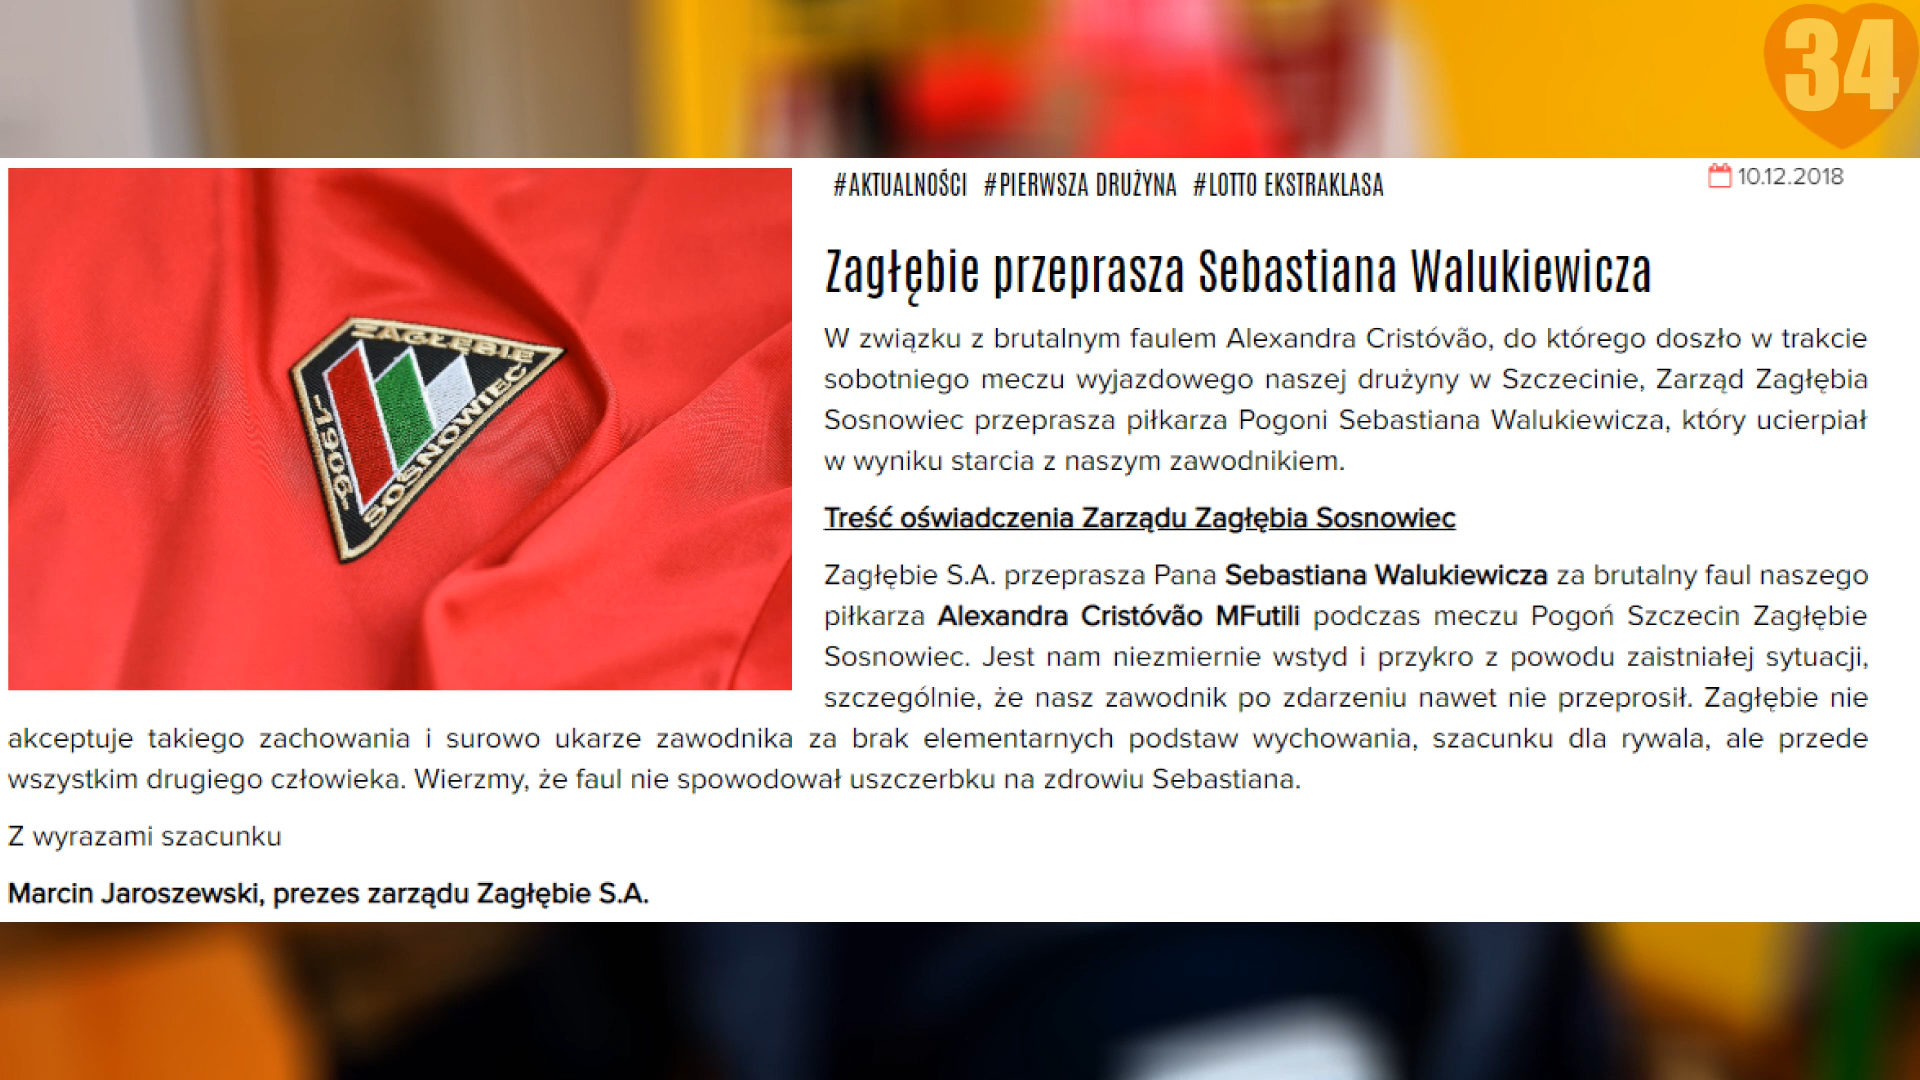 34
#AKTUALNOŚCI #PIERWSZA DRUŻYNA #LOTTO EKSTRAKLASA
10.12.2018
ZAGŁĘBIE
SOSNOWIEC
-1906-
Zagłębie przeprasza Sebastiana Walukiewicza
W związku z brutalnym faulem Alexandra Cristóvão, do którego doszło w trakcie
sobotniego meczu wyjazdowego naszej drużyny w Szczecinie, Zarząd Zagłębia
Sosnowiec przeprasza piłkarza Pogoni Sebastiana Walukiewicza, który ucierpiał
w wyniku starcia z naszym zawodnikiem.
Treść oświadczenia Zarządu Zagłębia Sosnowiec
Zagłębie S.A. przeprasza Pana Sebastiana Walukiewicza za brutalny faul naszego
piłkarza Alexandra Cristóvão MFutili podczas meczu Pogoń Szczecin Zagłębie
Sosnowiec. Jest nam niezmiernie wstyd i przykro z powodu zaistniałej sytuacji,
szczególnie, że nasz zawodnik po zdarzeniu nawet nie przeprosił. Zagłębie nie
akceptuje takiego zachowania i surowo ukarze zawodnika za brak elementarnych podstaw wychowania, szacunku dla rywala, ale przede
wszystkim drugiego człowieka. Wierzmy, że faul nie spowodował uszczerbku na zdrowiu Sebastiana.
Z wyrazami szacunku
Marcin Jaroszewski, prezes zarządu Zagłębie S.A.